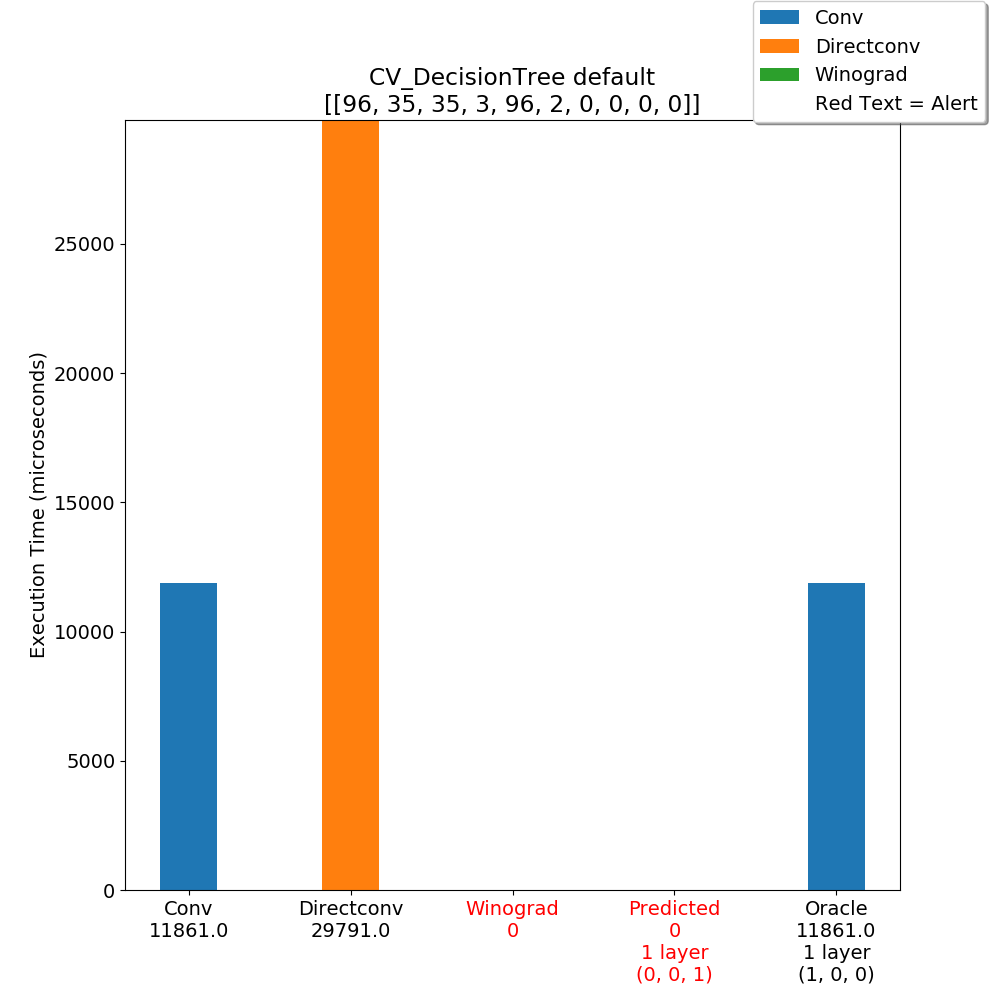 Conv
Directconv
Winograd
Red Text = Alert
CV_DecisionTree default
[[96, 35, 35, 3, 96, 2, 0, 0, 0, 0]]
Execution Time (microseconds)
25000
20000
15000
10000
5000
0
Conv
11861.0
Directconv
29791.0
Winograd
0
Predicted
0
1 layer
(0, 0, 1)
Oracle
11861.0
1 layer
(1, 0, 0)